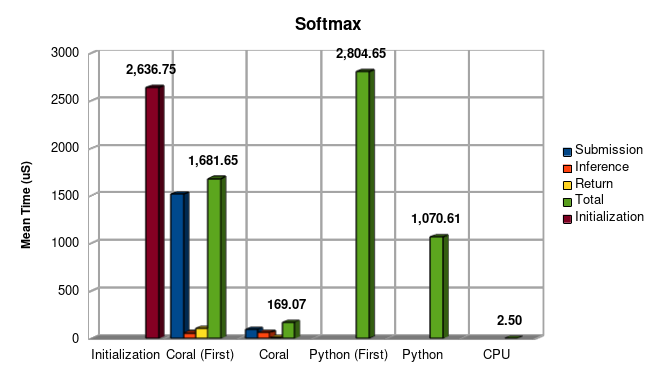 Softmax
Mean Time (uS)
3000
2500
2000
1500
1000
500
0
2,636.75
1,681.65
169.07
2,804.65
1,070.61
2.50
Initialization Coral (First) Coral Python (First) Python CPU
Submission
Inference
Return
Total
Initialization